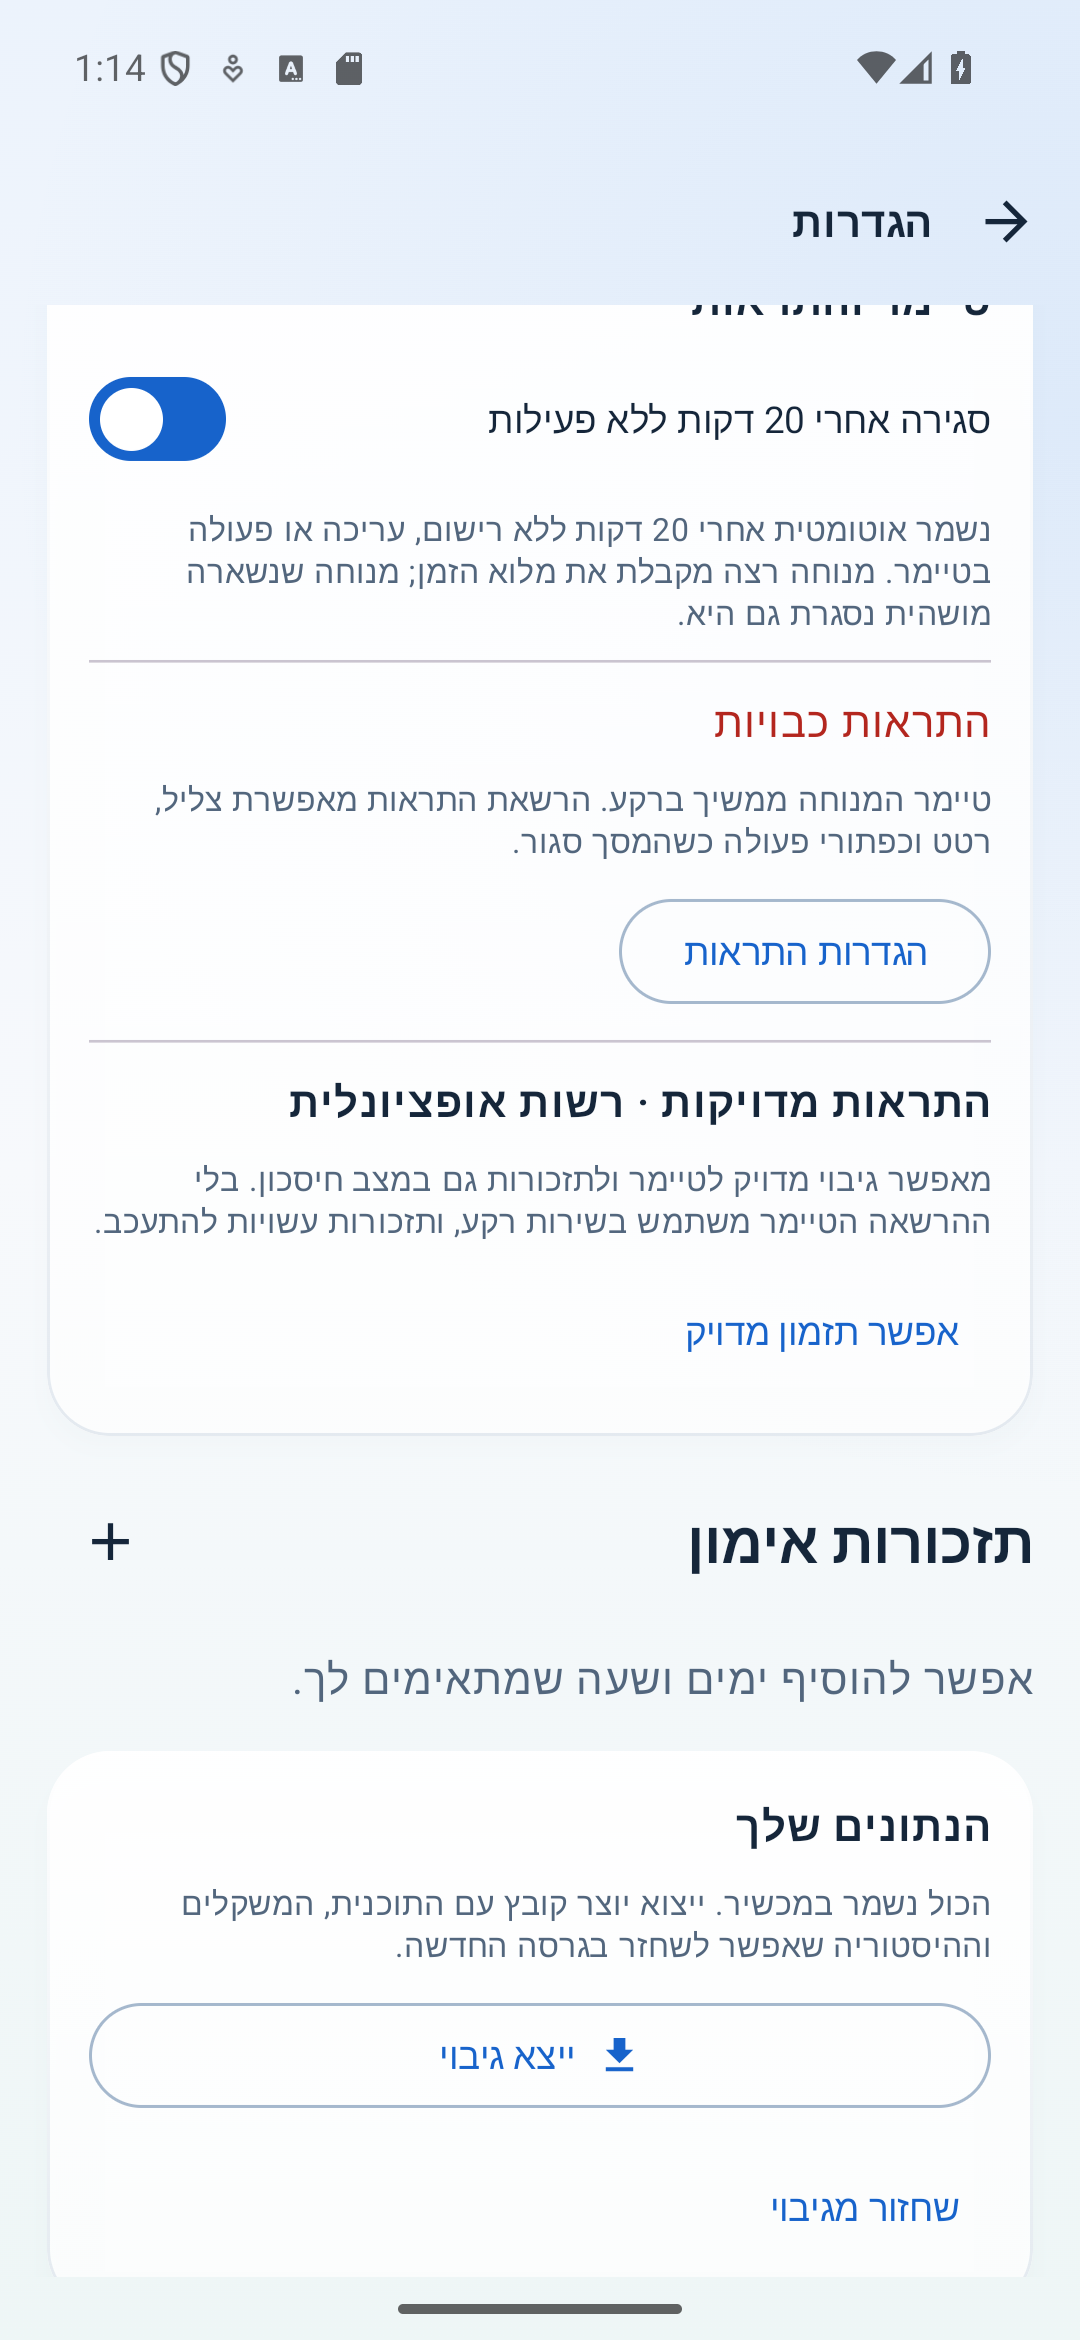 1:14
הגדרות
סגירה אחרי 20 דקות ללא פעילות
נשמר אוטומטית אחרי 20 דקות ללא רישום, עריכה או פעולה
בטיימר. מנוחה רצה מקבלת את מלוא הזמן; מנוחה שנשארה
מושהית נסגרת גם היא.
התראות כבויות
טיימר המנוחה ממשיך ברקע. הרשאת התראות מאפשרת צליל,
רטט וכפתורי פעולה כשהמסך סגור.
הגדרות התראות
התראות מדויקות · רשות אופציונלית
מאפשר גיבוי מדויק לטיימר ולתזכורות גם במצב חיסכון. בלי
ההרשאה הטיימר משתמש בשירות רקע, ותזכורות עשויות להתעכב.
אפשר תזמון מדויק
תזכורות אימון
אפשר להוסיף ימים ושעה שמתאימים לך.
הנתונים שלך
הכול נשמר במכשיר. ייצוא יוצר קובץ עם התוכנית, המשקלים
וההיסטוריה שאפשר לשחזר בגרסה החדשה.
ייצא גיבוי
שחזור מגיבוי